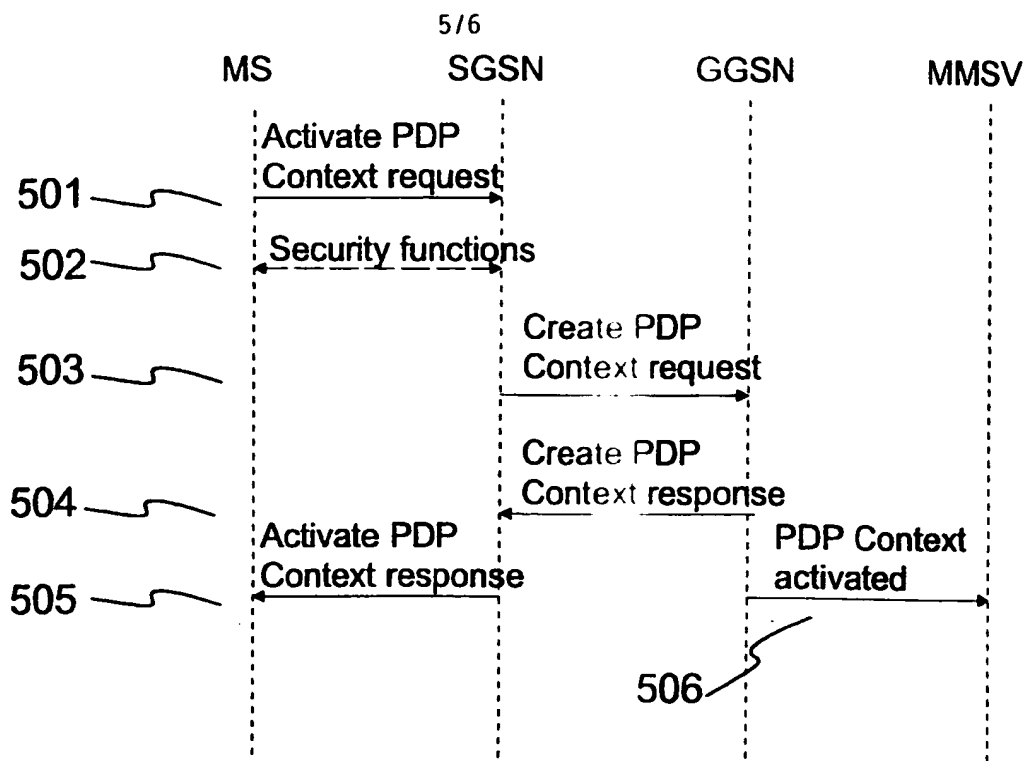 5/6
MS SGSN GGSN MMSV
Activate PDP
Context request
501
Security functions
502
Create PDP
Context request
503
Create PDP
Context response
504
Activate PDP
Context response
505
PDP Context
activated
506